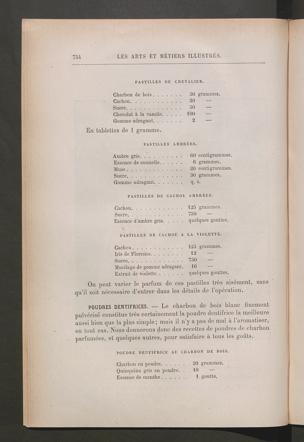 754 LES ARTS ET MÉTIERS ILLUSTRÉS.
PASTILLES DE CHEVALIER.
Charbon de bois . . . . . . . 30 grammes.
Cachou. . . . . . . . . . . . 30 —
Sucre. . . . . . . . . . . . 30 —
Chocolat à la vanille. . . . . —
Gomme adragant. . . . . . . 2 —
En tablettes de 1 gramme.
PASTILLES AMBRÉES.
Ambre gris. . . . . . . . . . 60 centigrammes.
Essence de cannelle. . . . . . 6 grammes.
Musc. . . . . . . . . . . . . 20 centigrammes.
Sucre. . . . . . . . . . . . 30 grammes.
Gomme adragant. . . . . . . q. s.
PASTILLES DE CACHOU AMBRÉES.
Cachou. . . . . . . . . . . . 125 grammes.
Sucre. . . . . . . . . . . . 750 —
Essence d'ambre gris. . . . . quelques gouttes.
PASTILLES DE CACHOU A LA VIOLETTE.
Cachou. . . . . . . . . . . . 125 grammes.
Iris de Florence. . . . . . . 12 —
Sucre. . . . . . . . . . . . 750 —
Mucilage de gomme adragant. 16 —
Extrait de violette . . . . . quelques gouttes.
On peut varier le parfum de ces pastilles très aisément, sans
qu'il soit nécessaire d'entrer dans les détails de l'opération.
POUDRES DENTIFRICES. — Le charbon de bois blanc finement
pulvérisé constitue très certainement la poudre dentifrice la meilleure
aussi bien que la plus simple; mais il n'y a pas de mal à l'aromatiser,
en tout cas. Nous donnerons donc des recettes de poudres de charbon
parfumées, et quelques autres, pour satisfaire à tous les goûts.
POUDRE DENTIFRICE AU CHARBON DE BOIS.
Charbon en poudre. . . . . . 20 grammes.
Quinquina gris en poudre. 10 —
Essence de menthe . . . . . . 1 goutte.